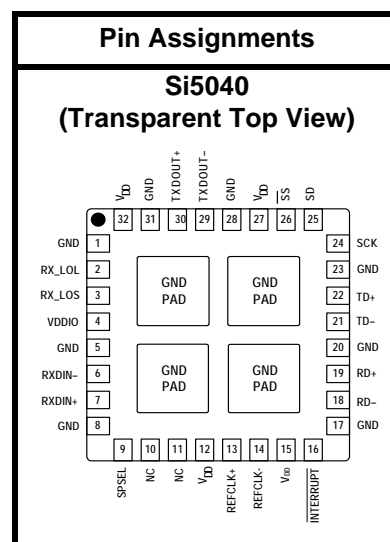 Pin Assignments
Si5040
(Transparent Top View)
VDD
GND
TXDOUT+
TXDOUT–
GND
VDD
SS
SD
32
31
30
29
28
27
26
25
GND 1
RX_LOL 2
RX_LOS 3
VDDIO 4
GND 5
RXDIN– 6
RXDIN+ 7
GND 8
GND
PAD
GND
PAD
GND
PAD
GND
PAD
24 SCK
23 GND
22 TD+
21 TD–
20 GND
19 RD+
18 RD–
17 GND
9
10
11
12
13
14
15
16
SPSEL
NC
NC
VDD
REFCLK+
REFCLK-
VDD
INTERRUPT